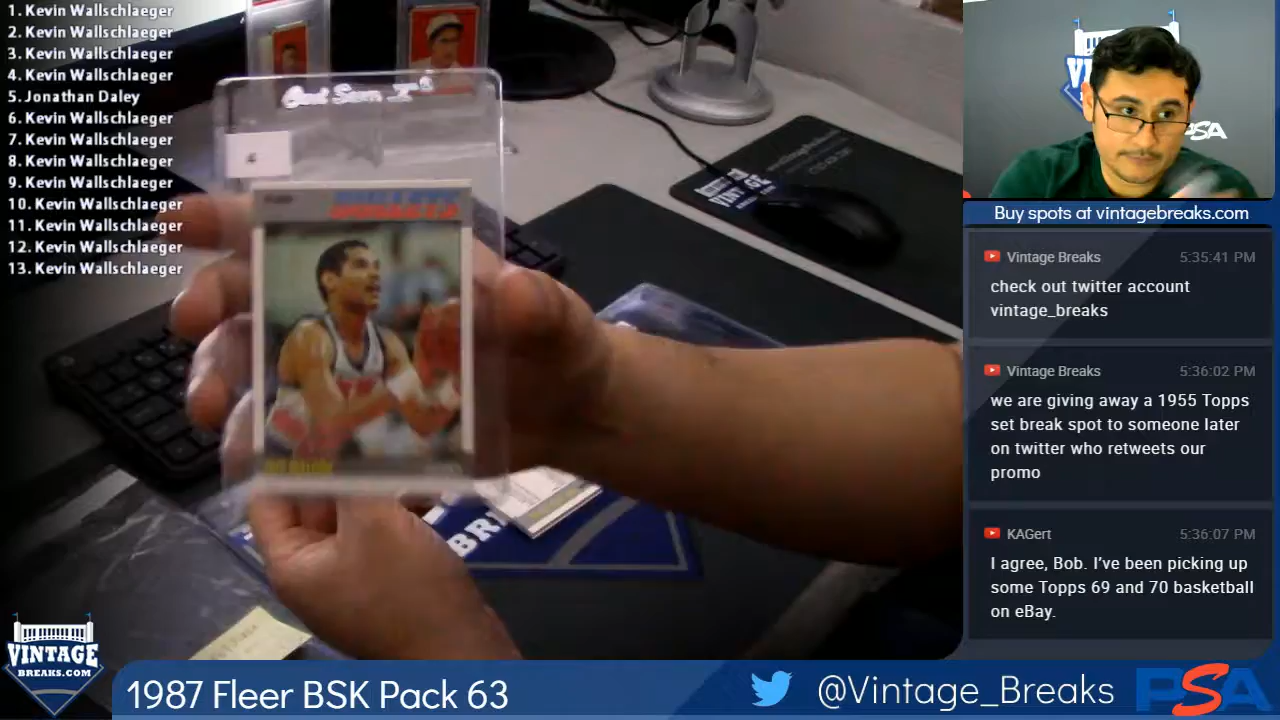 1. Kevin Wallschlaeger
2. Kevin Wallschlaeger
3. Kevin Wallschlaeger
4. Kevin Wallschlaeger
5. Jonathan Daley
6. Kevin Wallschlaeger
7. Kevin Wallschlaeger
8. Kevin Wallschlaeger
9. Kevin Wallschlaeger
10. Kevin Wallschlaeger
11. Kevin Wallschlaeger
12. Kevin Wallschlaeger
13. Kevin Wallschlaeger
BRE
PSA
Buy spots at vintagebreaks.com
Vintage Breaks 5:35:41 PM
check out twitter account
vintage_breaks
Vintage Breaks 5:36:02 PM
we are giving away a 1955 Topps
set break spot to someone later
on twitter who retweets our
promo
KAGert 5:36:07 PM
I agree, Bob. I've been picking up
some Topps 69 and 70 basketball
on eBay.
VINTAGE
BREAKS.COM
1987 Fleer BSK Pack 63
@Vintage_Breaks
PSA